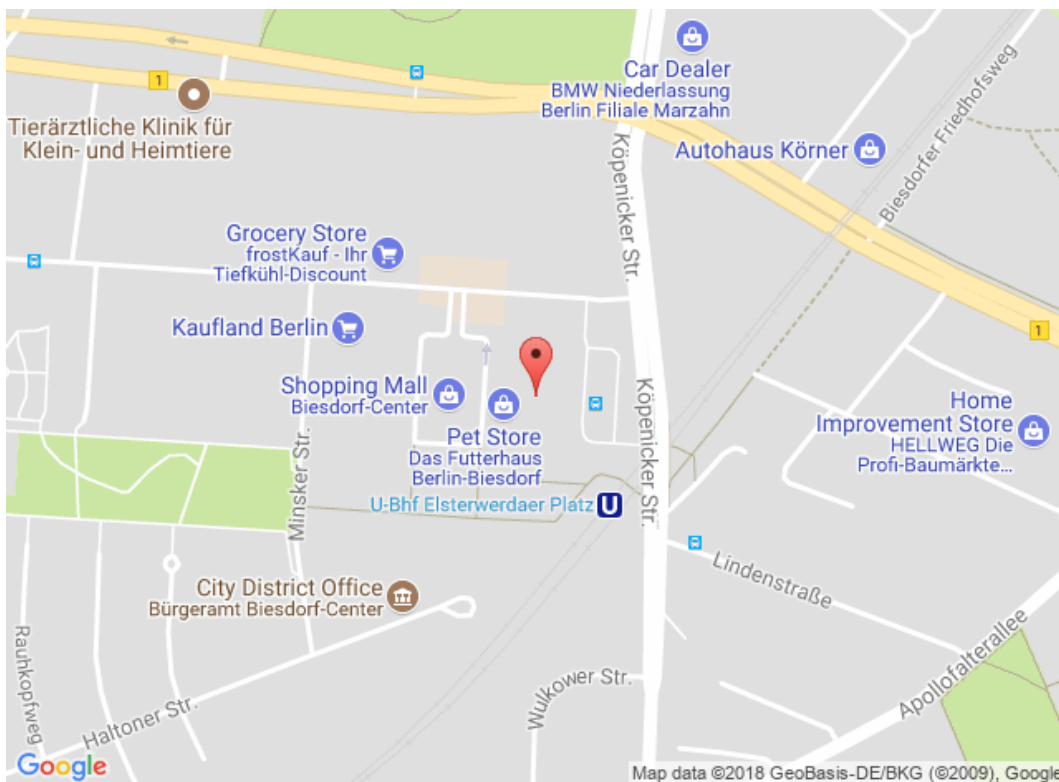 Car Dealer
BMW Niederlassung
Berlin Filiale Marzahn
1
Tierärztliche Klinik für
Klein- und Heimtiere
Autohaus Körner
Biesdorfer Friedhofsweg
Köpenicker Str.
Grocery Store
frostKauf - Ihr
Tiefkühl-Discount
Kaufland Berlin
1
Shopping Mall
Biesdorf-Center
Pet Store
Das Futterhaus
Berlin-Biesdorf
Köpenicker Str.
Home
Improvement Store
HELLWEG Die
Profi-Baumärkte...
Minsker Str.
U-Bhf Elsterwerdaer Platz
U
Lindenstraße
City District Office
Bürgeramt Biesdorf-Center
Rauhkopfweg
Haltoner Str.
Wulkower Str.
Apollofalterallee
Google
Map data ©2018 GeoBasis-DE/BKG (©2009), Google